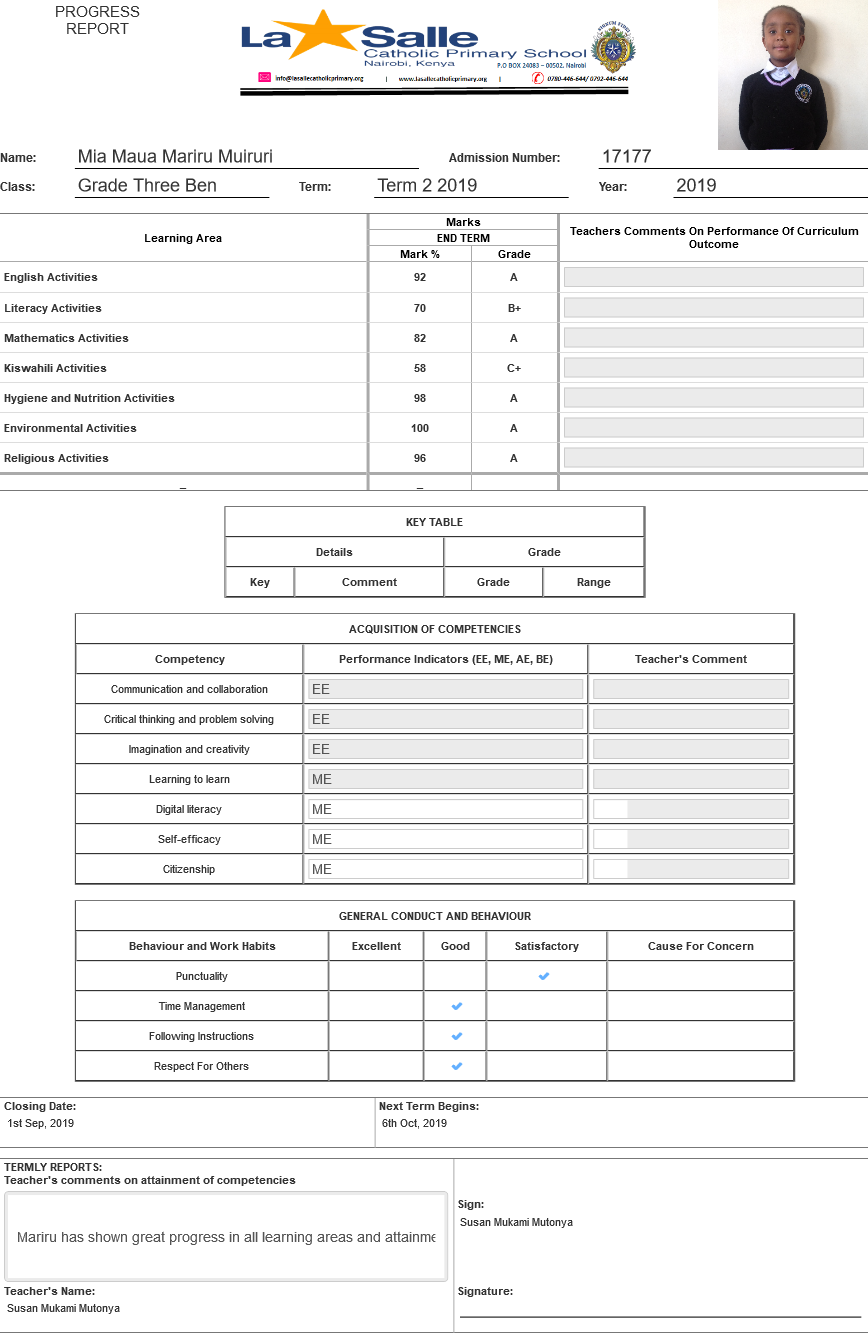 PROGRESS
REPORT
La Salle
Catholic Primary School
Nairobi, Kenya
P.O BOX 24083 – 00502, Nairobi
info@lasallecatholicprimary.org | www.lasallecatholicprimary.org | 0780-446-644/ 0792-446-644
Name: Mia Maua Mariru Muiruri Admission Number: 17177
Class: Grade Three Ben Term: Term 2 2019 Year: 2019
Learning Area Marks Teachers Comments On Performance Of Curriculum Outcome
END TERM
Mark % Grade
English Activities 92 A
Literacy Activities 70 B+
Mathematics Activities 82 A
Kiswahili Activities 58 C+
Hygiene and Nutrition Activities 98 A
Environmental Activities 100 A
Religious Activities 96 A
_ _
KEY TABLE
Details Grade
Key Comment Grade Range
ACQUISITION OF COMPETENCIES
Competency Performance Indicators (EE, ME, AE, BE) Teacher's Comment
Communication and collaboration EE
Critical thinking and problem solving EE
Imagination and creativity EE
Learning to learn ME
Digital literacy ME
Self-efficacy ME
Citizenship ME
GENERAL CONDUCT AND BEHAVIOUR
Behaviour and Work Habits Excellent Good Satisfactory Cause For Concern
Punctuality
Time Management
Following Instructions
Respect For Others
Closing Date: Next Term Begins:
1st Sep, 2019 6th Oct, 2019
TERMLY REPORTS:
Teacher's comments on attainment of competencies
Mariru has shown great progress in all learning areas and attainme
Sign:
Susan Mukami Mutonya
Teacher's Name: Signature:
Susan Mukami Mutonya